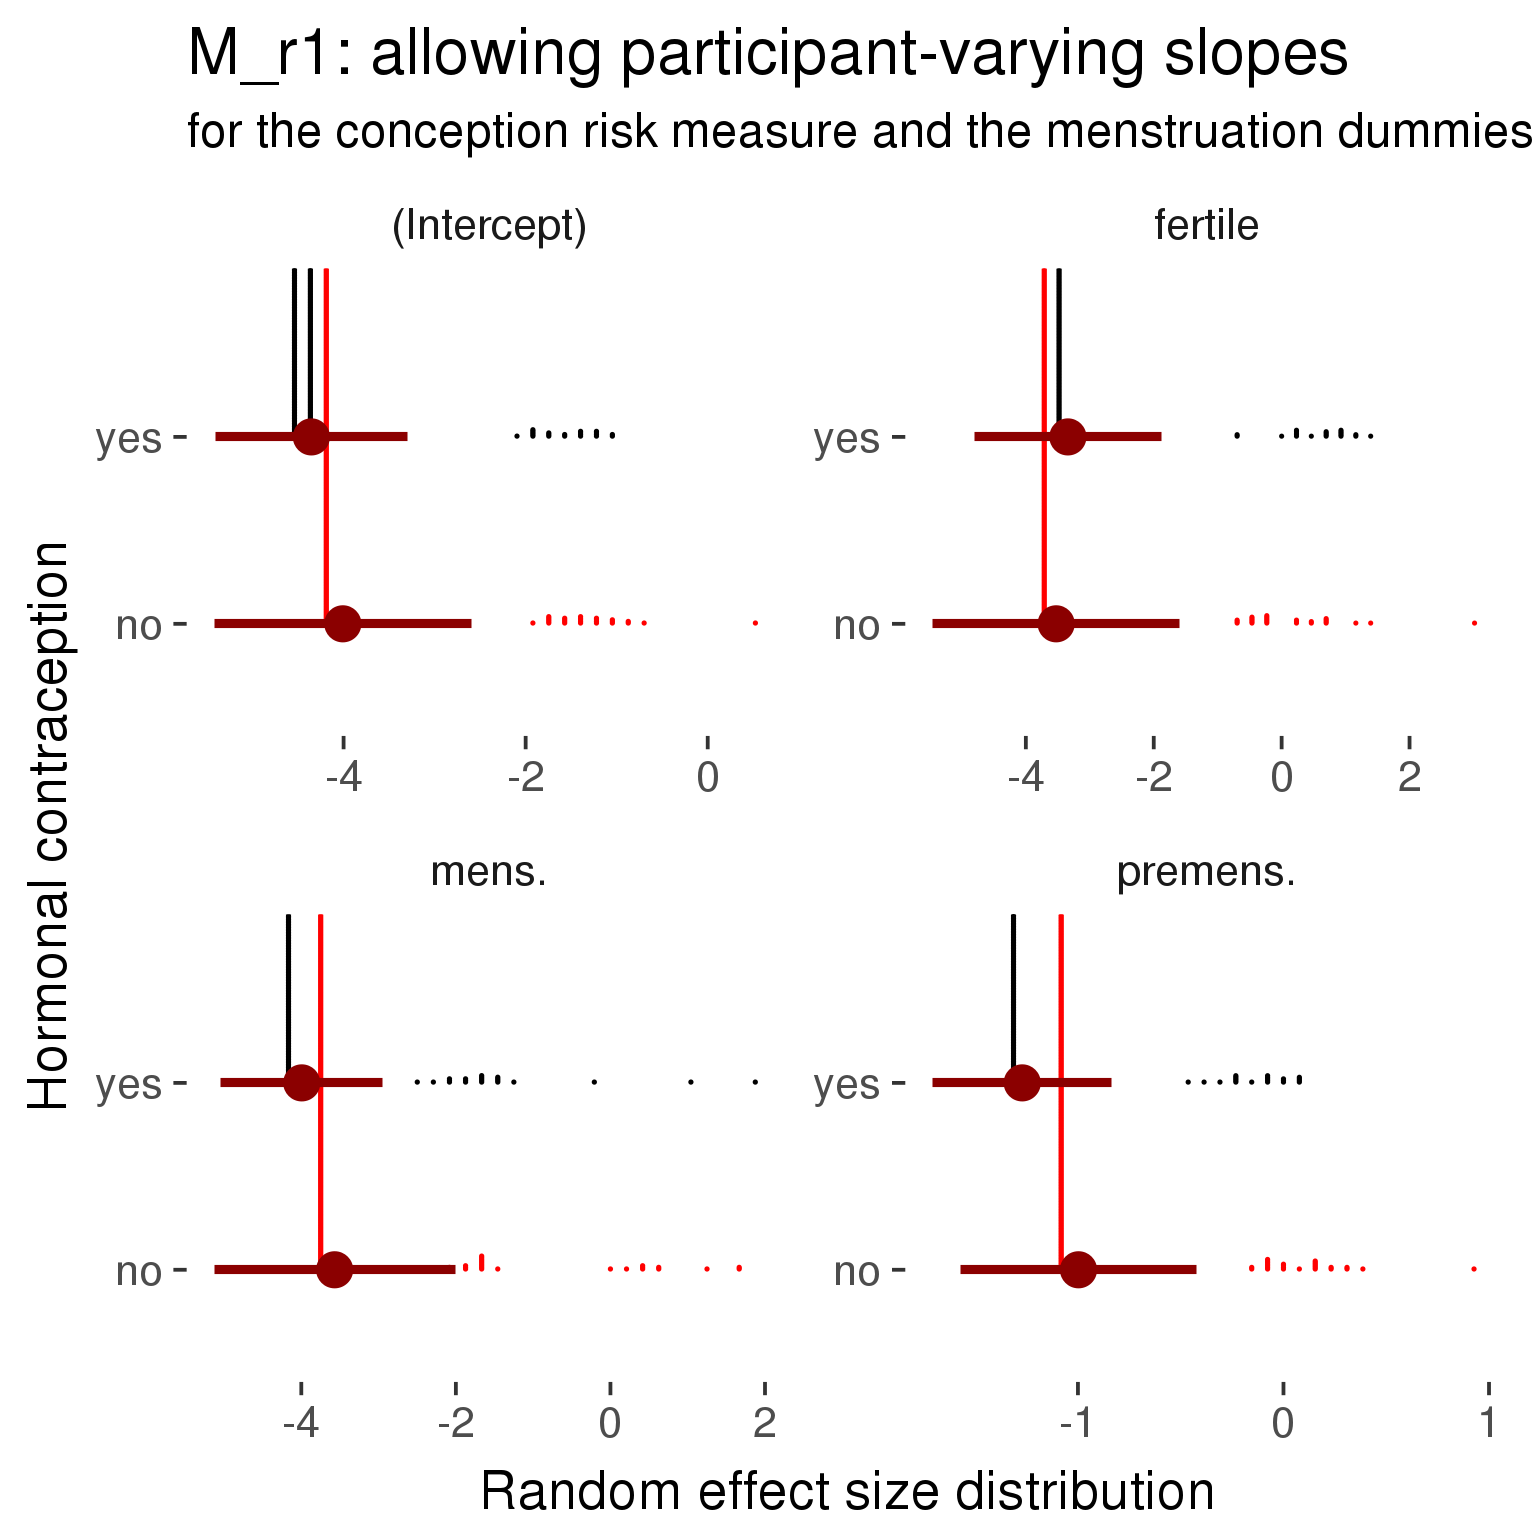 M_r1: allowing participant-varying slopes
for the conception risk measure and the menstruation dummies
(Intercept)
fertile
yes
no
-4
-2
0
yes
no
-4
-2
0
2
mens.
premens.
yes
no
-4
-2
0
2
yes
no
-1
0
1
Hormonal contraception
Random effect size distribution